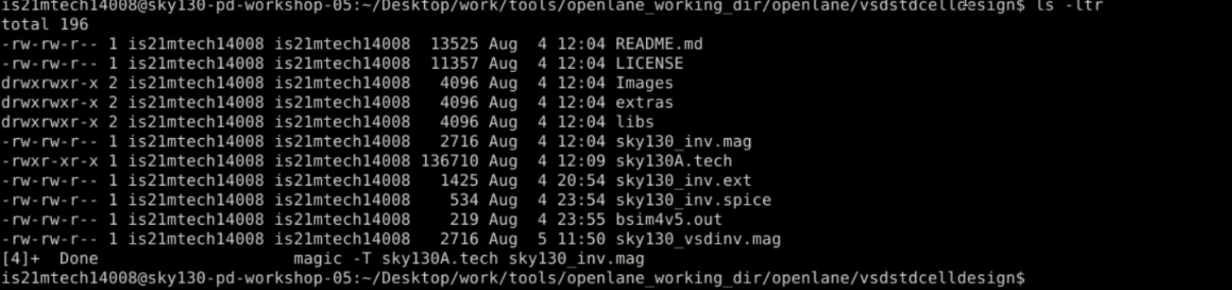 is21mtech14008@sky130-pd-workshop-05:~/Desktop/work/tools/openlane_working_dir/openlane/vsdstdcelldesign$ ls -ltr
total 196
-rw-rw-r-- 1 is21mtech14008 is21mtech14008  13525 Aug  4 12:04 README.md
-rw-rw-r-- 1 is21mtech14008 is21mtech14008  11357 Aug  4 12:04 LICENSE
drwxrwxr-x 2 is21mtech14008 is21mtech14008   4096 Aug  4 12:04 Images
drwxrwxr-x 2 is21mtech14008 is21mtech14008   4096 Aug  4 12:04 extras
drwxrwxr-x 2 is21mtech14008 is21mtech14008   4096 Aug  4 12:04 libs
-rw-rw-r-- 1 is21mtech14008 is21mtech14008   2716 Aug  4 12:04 sky130_inv.mag
-rwxr-xr-x 1 is21mtech14008 is21mtech14008 136710 Aug  4 12:09 sky130A.tech
-rw-rw-r-- 1 is21mtech14008 is21mtech14008   1425 Aug  4 20:54 sky130_inv.ext
-rw-rw-r-- 1 is21mtech14008 is21mtech14008    534 Aug  4 23:54 sky130_inv.spice
-rw-rw-r-- 1 is21mtech14008 is21mtech14008    219 Aug  4 23:55 bsim4v5.out
-rw-rw-r-- 1 is21mtech14008 is21mtech14008   2716 Aug  5 11:50 sky130_vsdinv.mag
[4]+  Done                    magic -T sky130A.tech sky130_inv.mag
is21mtech14008@sky130-pd-workshop-05:~/Desktop/work/tools/openlane_working_dir/openlane/vsdstdcelldesign$